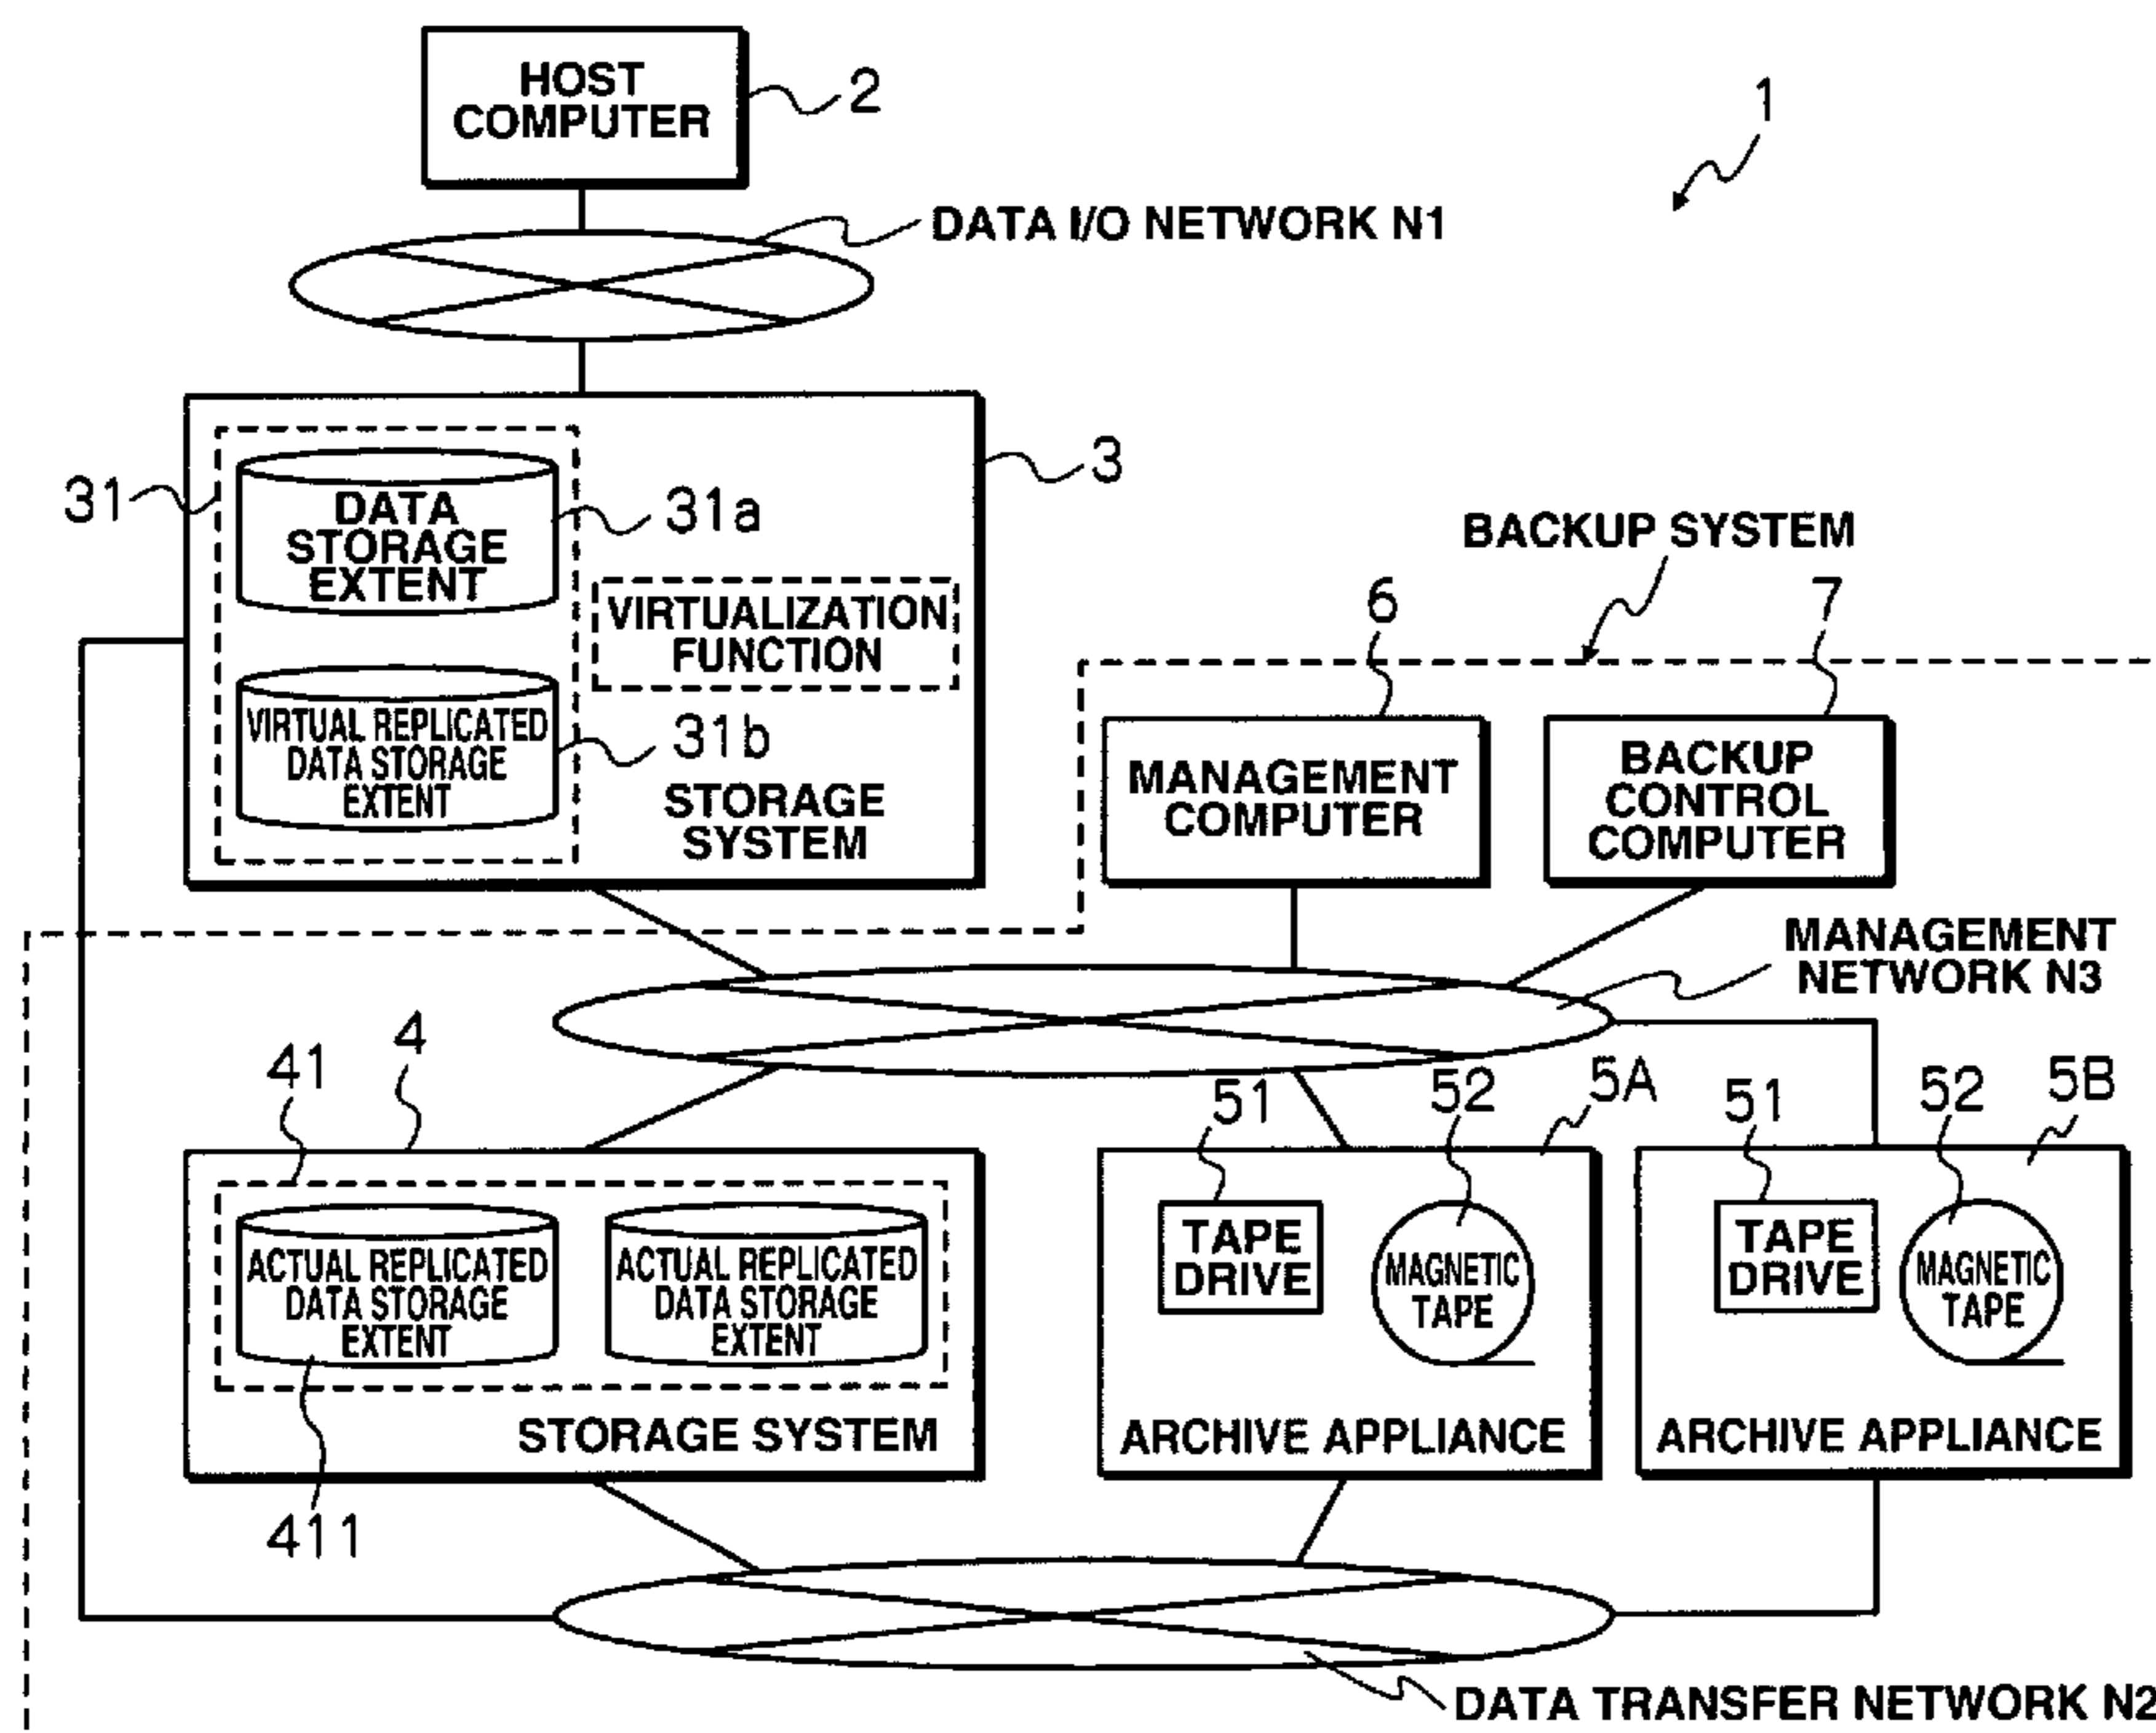 HOST
COMPUTER
2
1
DATA I/O NETWORK N1
3
31
DATA
STORAGE
EXTENT
31a
BACKUP SYSTEM
VIRTUALIZATION
FUNCTION
6
7
VIRTUAL REPLICATED
DATA STORAGE
EXTENT
31b
STORAGE
SYSTEM
MANAGEMENT
COMPUTER
BACKUP
CONTROL
COMPUTER
MANAGEMENT
NETWORK N3
41
4
51
52
5A
51
52
5B
ACTUAL REPLICATED
DATA STORAGE
EXTENT
ACTUAL REPLICATED
DATA STORAGE
EXTENT
TAPE
DRIVE
MAGNETIC
TAPE
TAPE
DRIVE
MAGNETIC
TAPE
STORAGE SYSTEM
ARCHIVE APPLIANCE
ARCHIVE APPLIANCE
411
DATA TRANSFER NETWORK N2